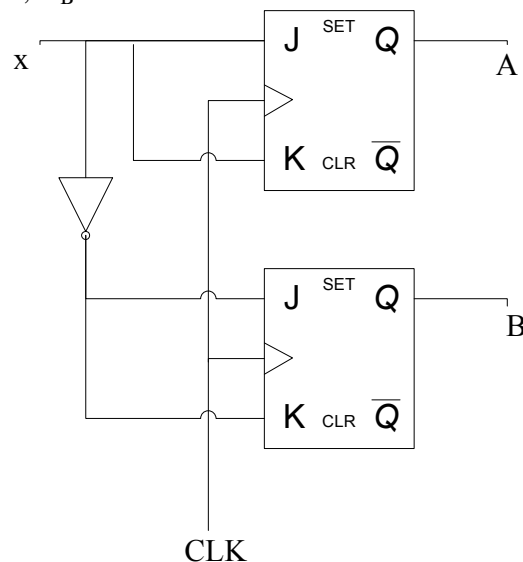 , B
x
J SET Q
A
K CLR Q̅
J SET Q
B
K CLR Q̅
CLK